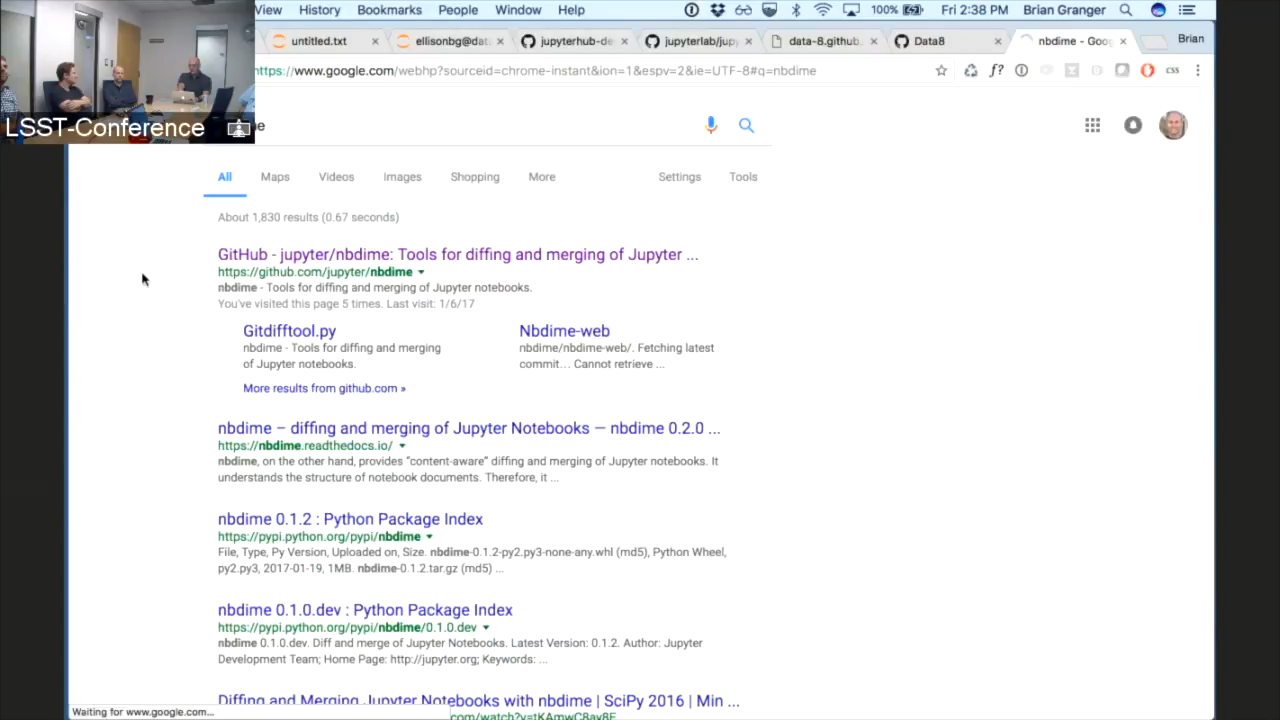 View History Bookmarks People Window Help 100% Fri 2:38 PM Brian Granger
untitled.txt ellisonbg@dat jupyterhub-de jupyterlab/jup data-8.github. Data8 nbdime - Goog Brian
https://www.google.com/webhp?sourceid=chrome-instant&ion=1&espv=2&ie=UTF-8#q=nbdime
f? css
LSST-Conference
e
All Maps Videos Images Shopping More Settings Tools
About 1,830 results (0.67 seconds)
GitHub - jupyter/nbdime: Tools for diffing and merging of Jupyter ...
https://github.com/jupyter/nbdime
nbdime - Tools for diffing and merging of Jupyter notebooks.
You've visited this page 5 times. Last visit: 1/6/17
Gitdifftool.py
nbdime - Tools for diffing and merging
of Jupyter notebooks.
Nbdime-web
nbdime/nbdime-web/. Fetching latest
commit… Cannot retrieve ...
More results from github.com »
nbdime – diffing and merging of Jupyter Notebooks — nbdime 0.2.0 ...
https://nbdime.readthedocs.io/
nbdime, on the other hand, provides “content-aware” diffing and merging of Jupyter notebooks. It
understands the structure of notebook documents. Therefore, it ...
nbdime 0.1.2 : Python Package Index
https://pypi.python.org/pypi/nbdime
File, Type, Py Version, Uploaded on, Size. nbdime-0.1.2-py2.py3-none-any.whl (md5), Python Wheel,
py2.py3, 2017-01-19, 1MB. nbdime-0.1.2.tar.gz (md5) ...
nbdime 0.1.0.dev : Python Package Index
https://pypi.python.org/pypi/nbdime/0.1.0.dev
nbdime 0.1.0.dev. Diff and merge of Jupyter Notebooks. Latest Version: 0.1.2. Author: Jupyter
Development Team; Home Page: http://jupyter.org; Keywords: ...
Diffing and Merging Jupyter Notebooks with nbdime | SciPy 2016 | Min ...
Waiting for www.google.com...